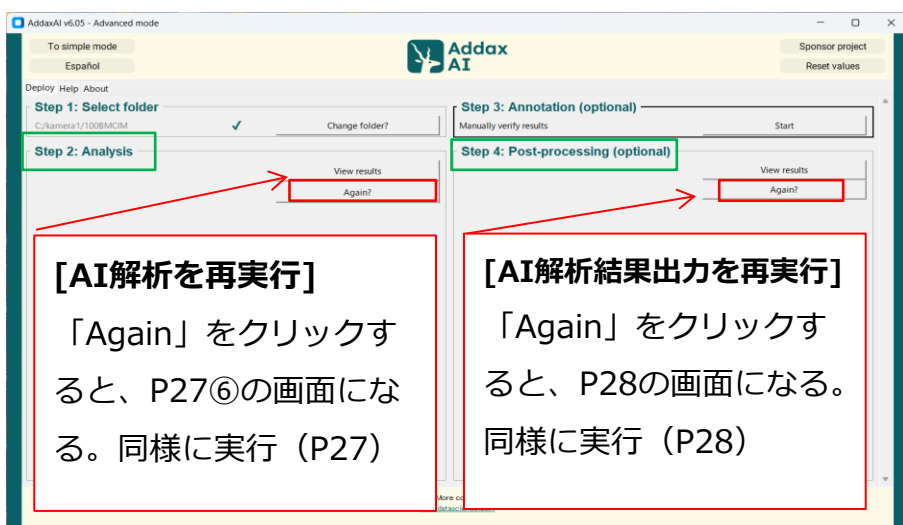 AddaxAI v6.05 - Advanced mode
To simple mode
Español
Addax
AI
Sponsor project
Reset values
Deploy Help About
Step 1: Select folder
C:/kamera1/100BMCIM ✓ Change folder?
Step 3: Annotation (optional)
Manually verify results Start
Step 2: Analysis
View results
Again?
Step 4: Post-processing (optional)
View results
Again?
[AI解析を再実行]
「Again」をクリックす
ると、P27⑥の画面にな
る。同様に実行（P27）
[AI解析結果出力を再実行]
「Again」をクリックす
ると、P28の画面になる。
同様に実行（P28）